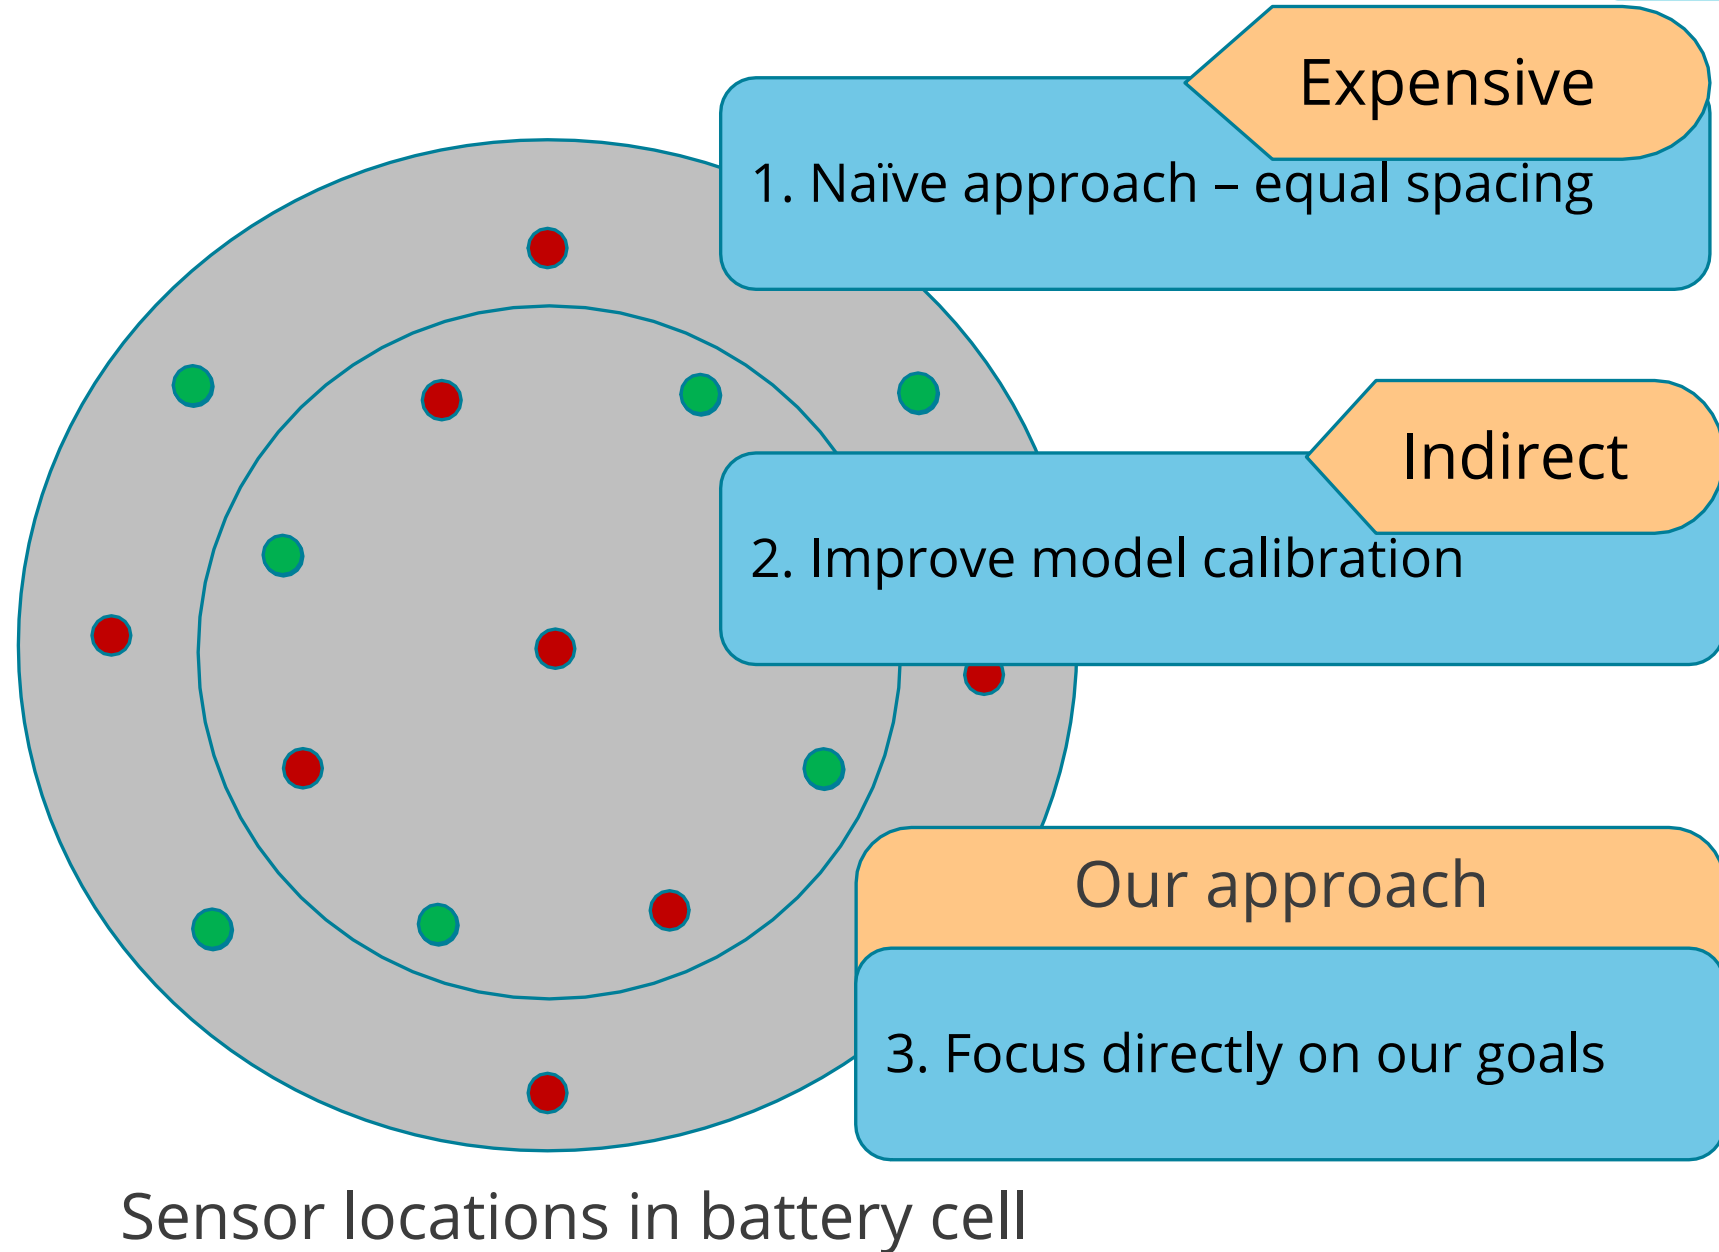 Expensive
1. Naïve approach – equal spacing
Indirect
2. Improve model calibration
Our approach
3. Focus directly on our goals
Sensor locations in battery cell